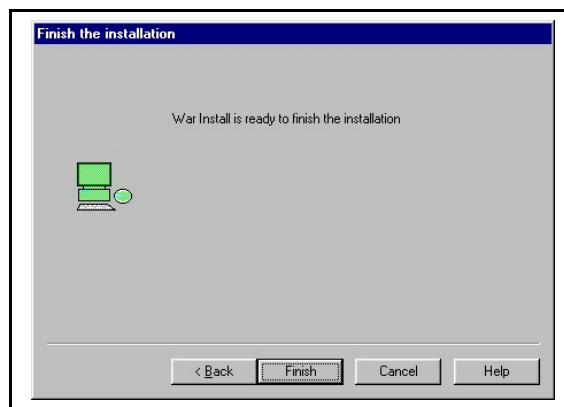 Finish the installation
War Install is ready to finish the installation
< Back Finish Cancel Help